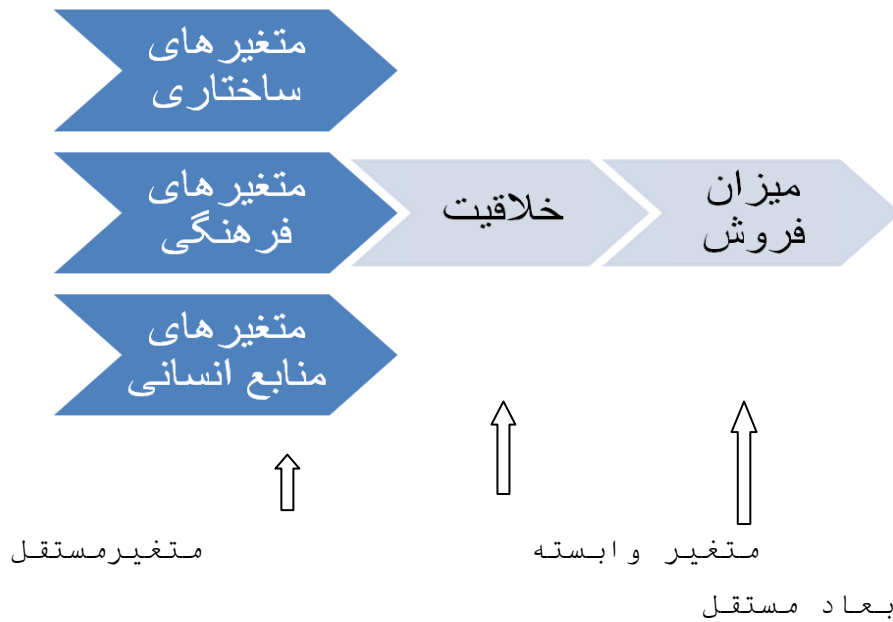 متغیرهای
ساختاری
متغیرهای
فرهنگی
خلاقیت
میزان
فروش
متغیرهای
منابع انسانی
متغیرمستقل
متغیر وابسته
بعاد مستقل